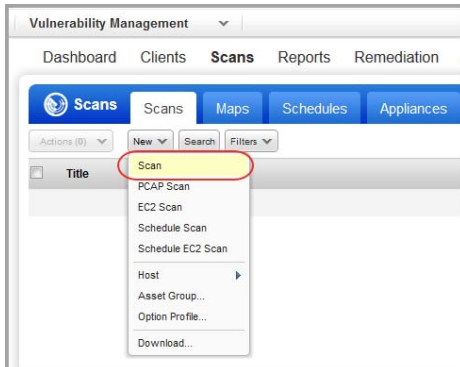 Vulnerability Management
Dashboard Clients Scans Reports Remediation
Scans Scans Maps Schedules Appliances
Actions (0) New Search Filters
Title
Scan
PCAP Scan
EC2 Scan
Schedule Scan
Schedule EC2 Scan
Host
Asset Group...
Option Profile...
Download...